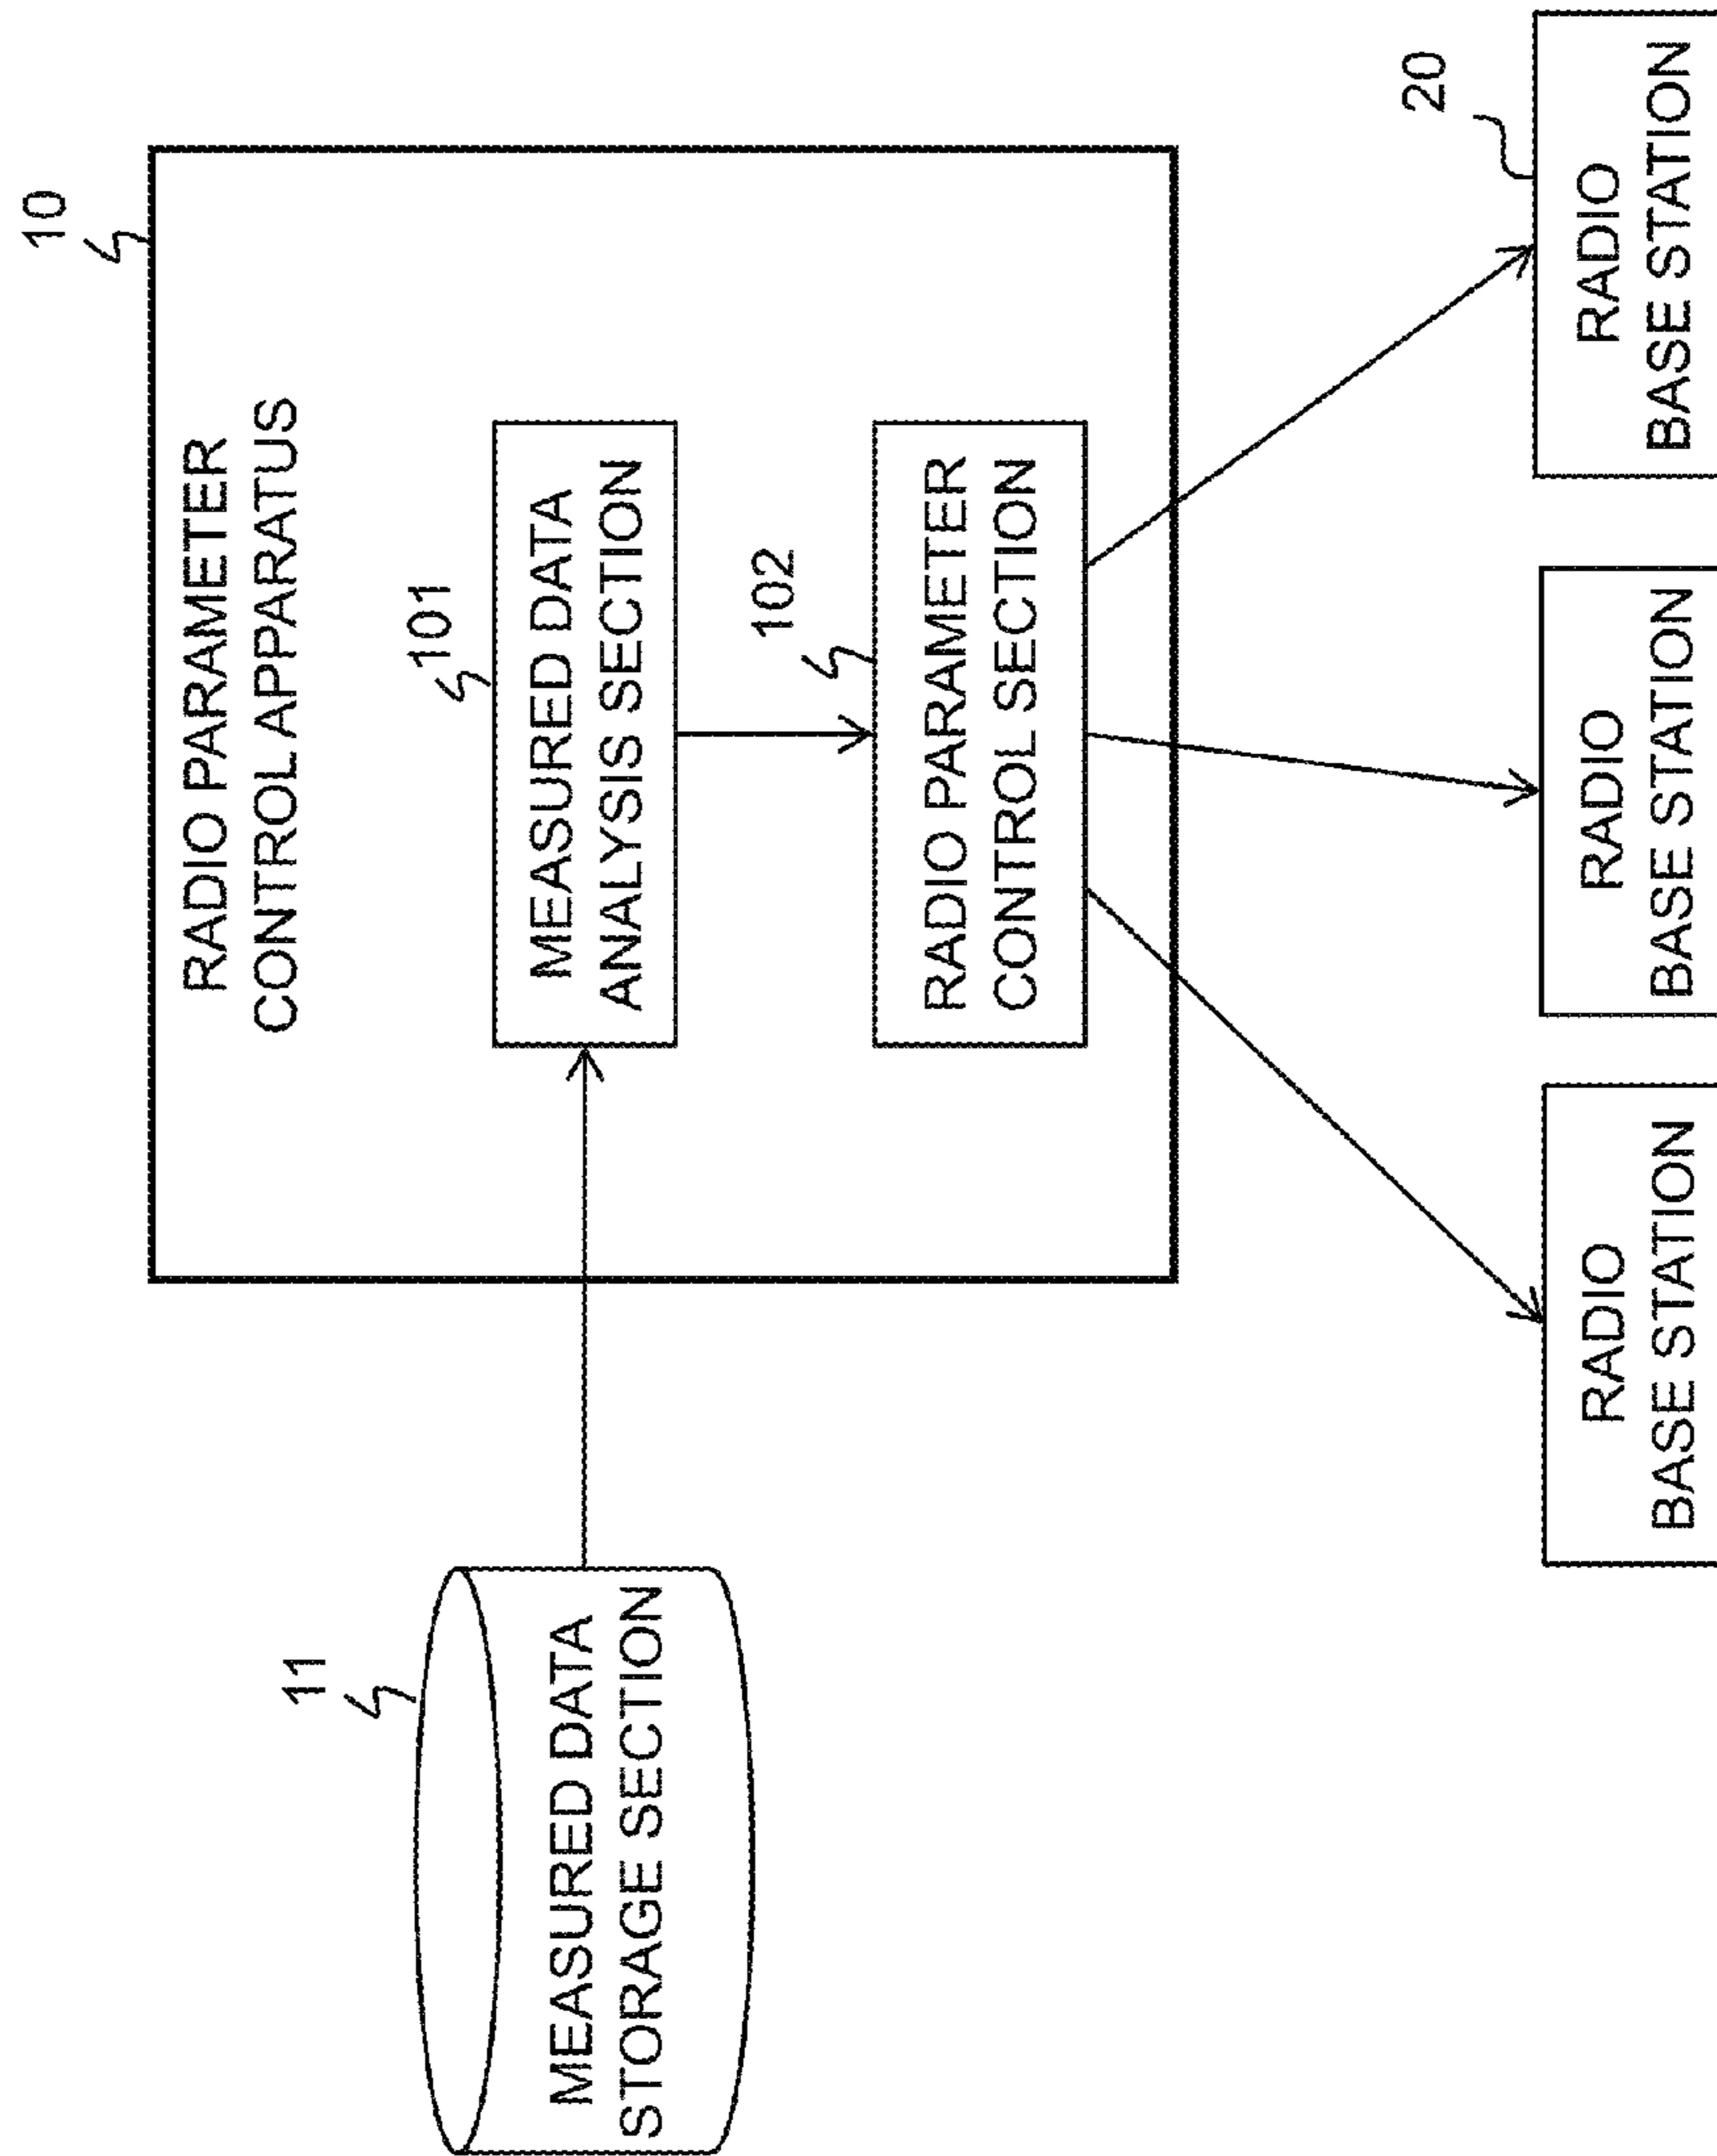 10
RADIO PARAMETER
CONTROL APPARATUS
11
MEASURED DATA
STORAGE SECTION
101
MEASURED DATA
ANALYSIS SECTION
102
RADIO PARAMETER
CONTROL SECTION
20
RADIO
BASE STATION
RADIO
BASE STATION
RADIO
BASE STATION